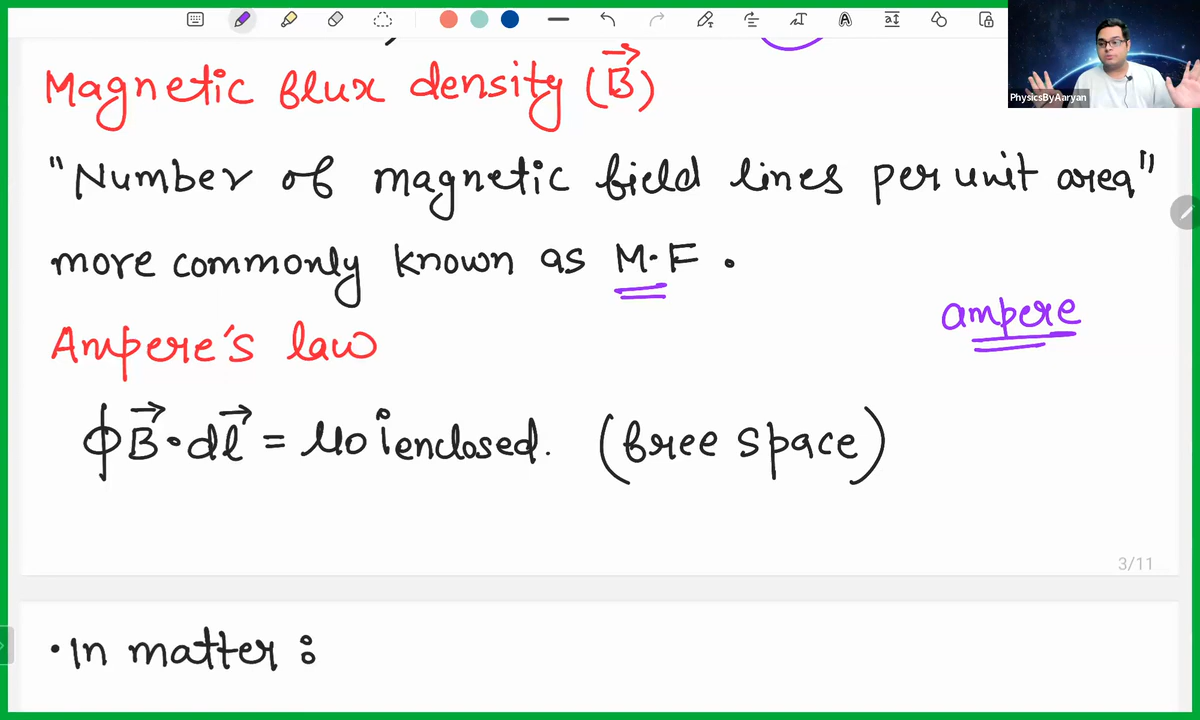 PhysicsByAaryan
Magnetic flux density (B⃗)
"Number of magnetic field lines per unit area"
more commonly known as M.F.
ampere
Ampere's law
∮B⃗·dl⃗ = μ₀ i enclosed. (free space)
3/11
• In matter :